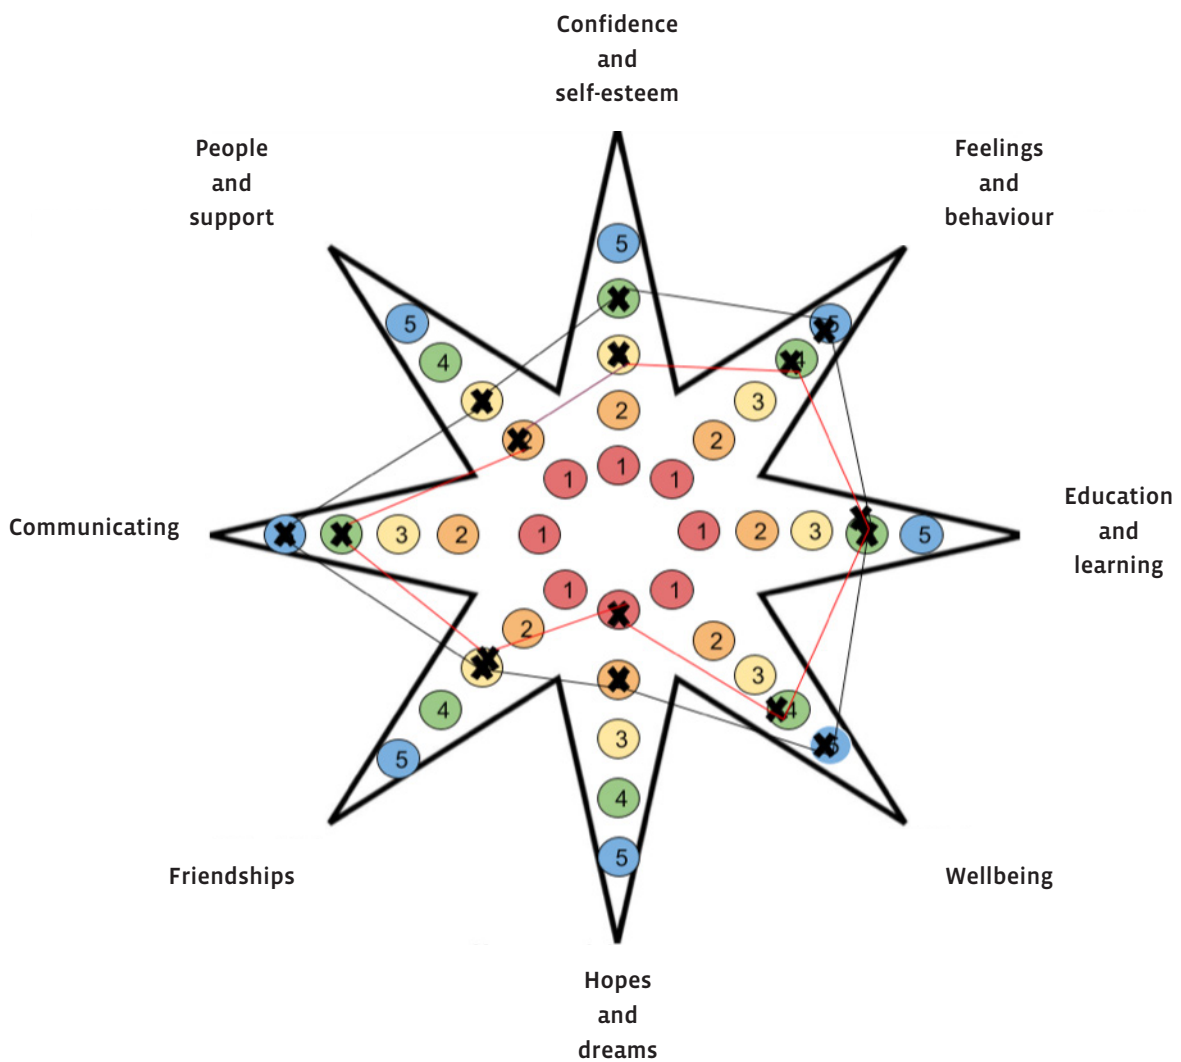 Confidence
and
self-esteem
People
and
support
Feelings
and
behaviour
5
5
5
4
4
3
3
2
2
2
1
1
1
Communicating
3
2
1
1
2
3
5
Education
and
learning
1
1
2
2
3
4
4
3
5
5
4
5
Friendships
Wellbeing
Hopes
and
dreams